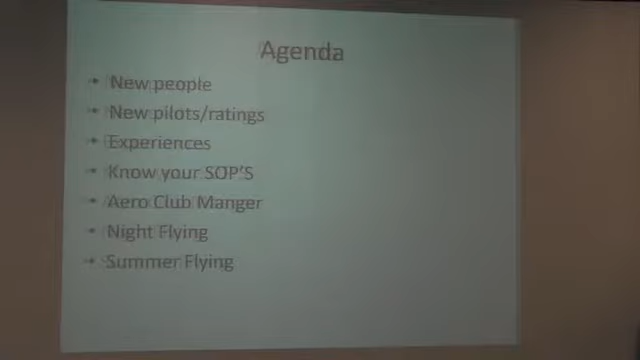 Agenda
• New people
• New pilots/ratings
• Experiences
• Know your SOP'S
• Aero Club Manger
• Night Flying
• Summer Flying